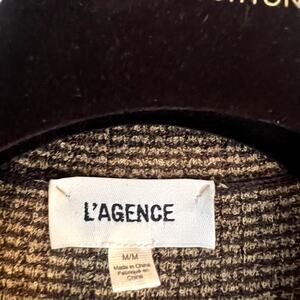 L'AGENCE
M/M
Made in China
Fabriqué en
Chine